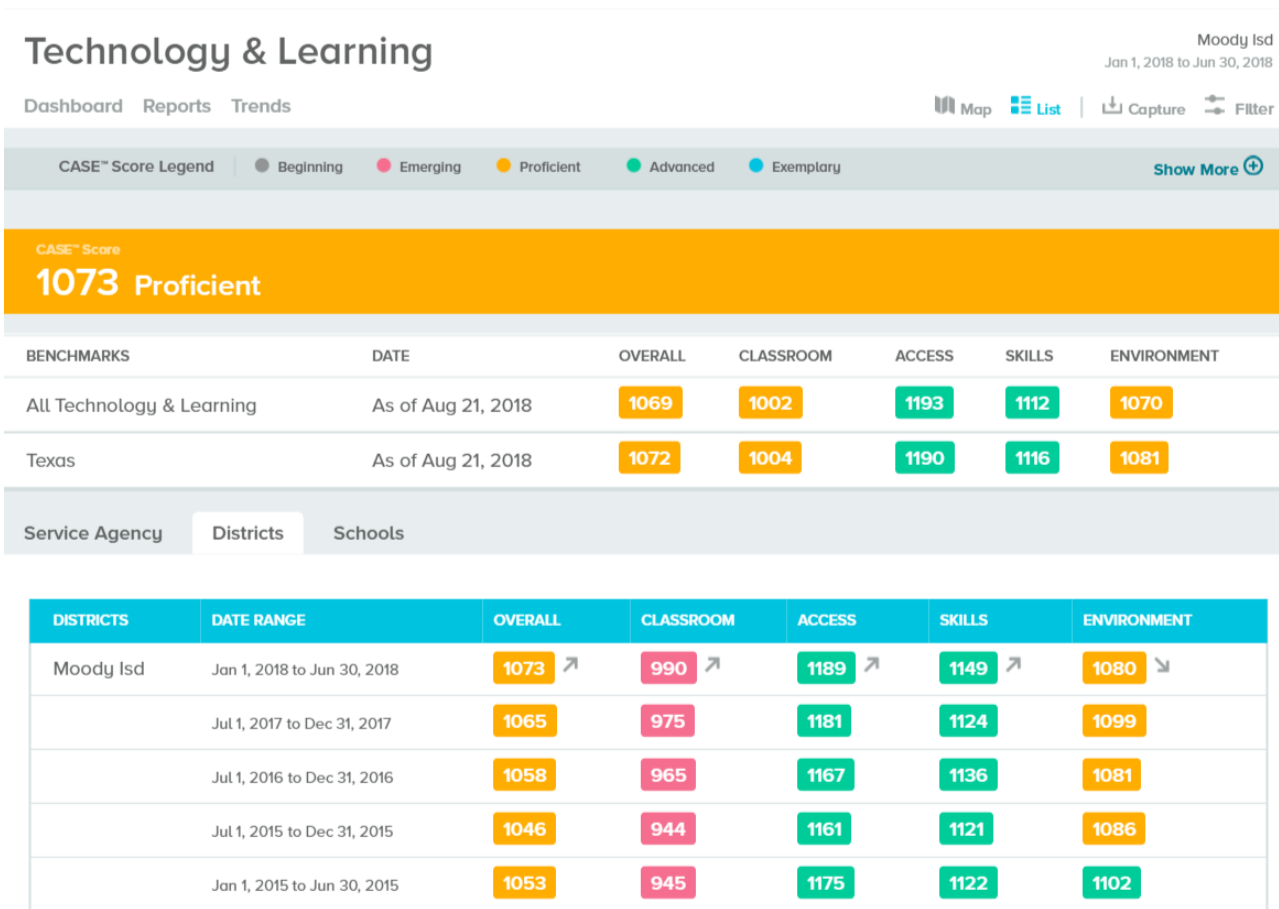 Technology & Learning
Moody Isd
Jan 1, 2018 to Jun 30, 2018
Dashboard Reports Trends
Map List | Capture Filter
CASE™ Score Legend Beginning Emerging Proficient Advanced Exemplary Show More
CASE™ Score
1073 Proficient
BENCHMARKS DATE OVERALL CLASSROOM ACCESS SKILLS ENVIRONMENT
All Technology & Learning As of Aug 21, 2018 1069 1002 1193 1112 1070
Texas As of Aug 21, 2018 1072 1004 1190 1116 1081
Service Agency Districts Schools
DISTRICTS DATE RANGE OVERALL CLASSROOM ACCESS SKILLS ENVIRONMENT
Moody Isd Jan 1, 2018 to Jun 30, 2018 1073 990 1189 1149 1080
Jul 1, 2017 to Dec 31, 2017 1065 975 1181 1124 1099
Jul 1, 2016 to Dec 31, 2016 1058 965 1167 1136 1081
Jul 1, 2015 to Dec 31, 2015 1046 944 1161 1121 1086
Jan 1, 2015 to Jun 30, 2015 1053 945 1175 1122 1102